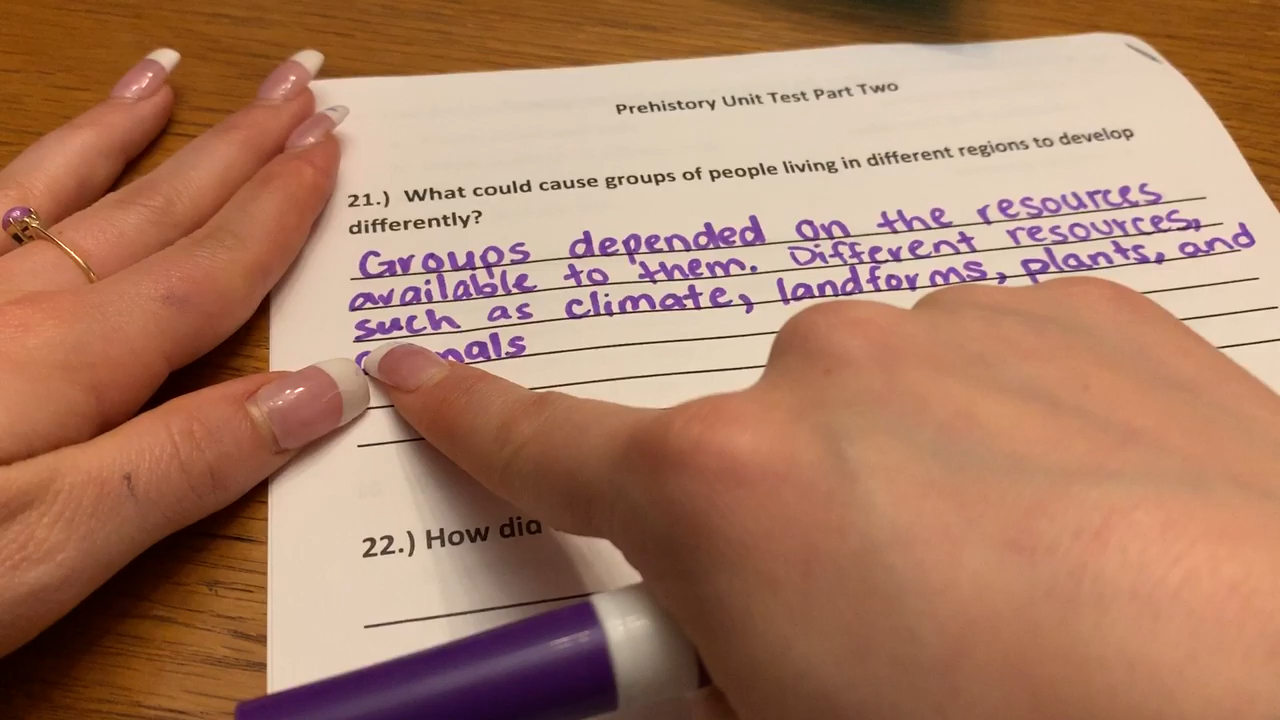 Prehistory Unit Test Part Two
21.) What could cause groups of people living in different regions to develop
differently?
Groups depended on the resources
available to them. Different resources,
such as climate, landforms, plants, and
22.) How did